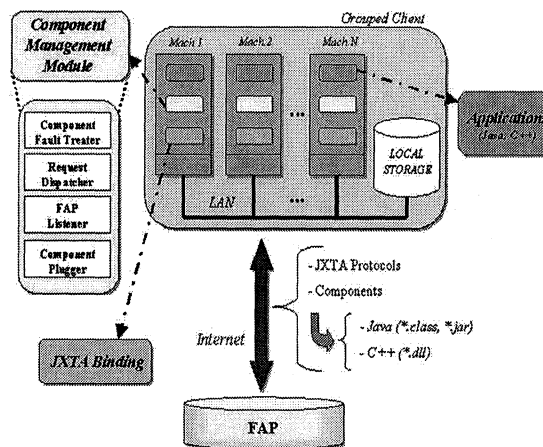 Grouped Client
Component
Management
Module
Mach 1
Mach 2
Mach N
...
Application
(Java, C++)
Component
Fault Treater
Request
Dispatcher
FAP
Listener
Component
Plugger
LOCAL
STORAGE
LAN
...
- JXTA Protocols
- Components
Internet
- Java (*.class, *.jar)
- C++ (*.dll)
JXTA Binding
FAP